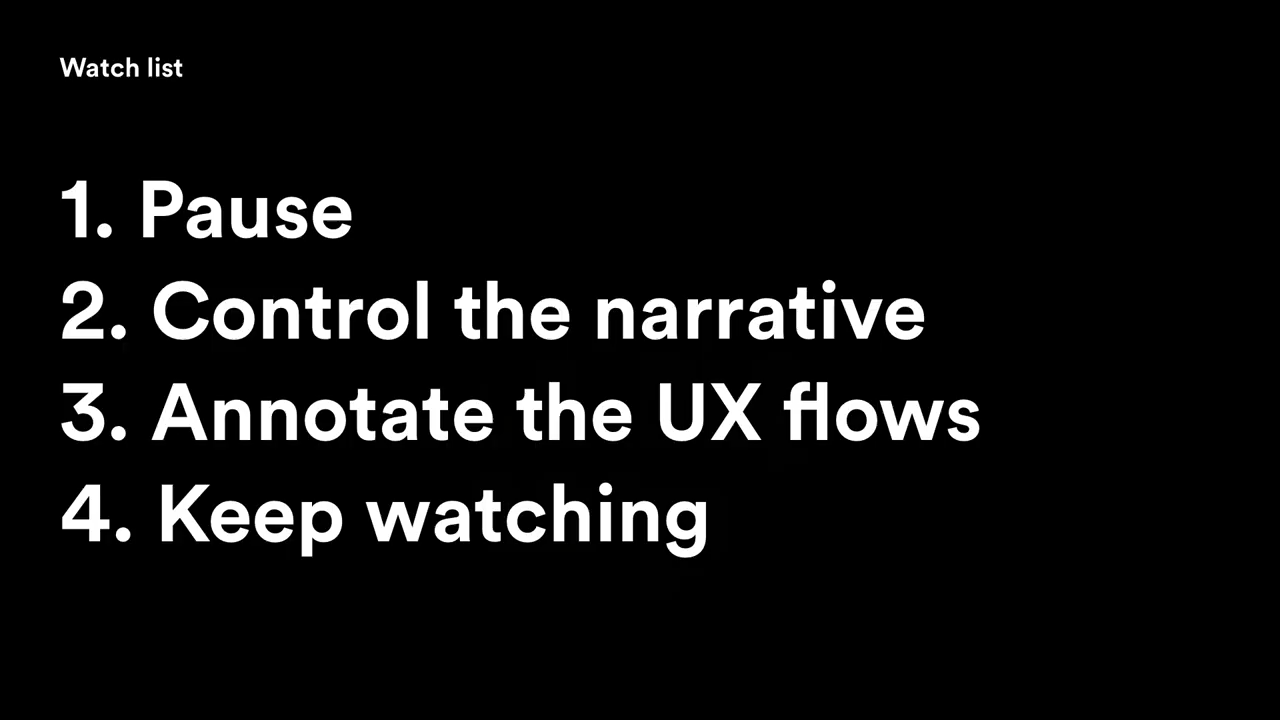 Watch list
1. Pause
2. Control the narrative
3. Annotate the UX flows
4. Keep watching